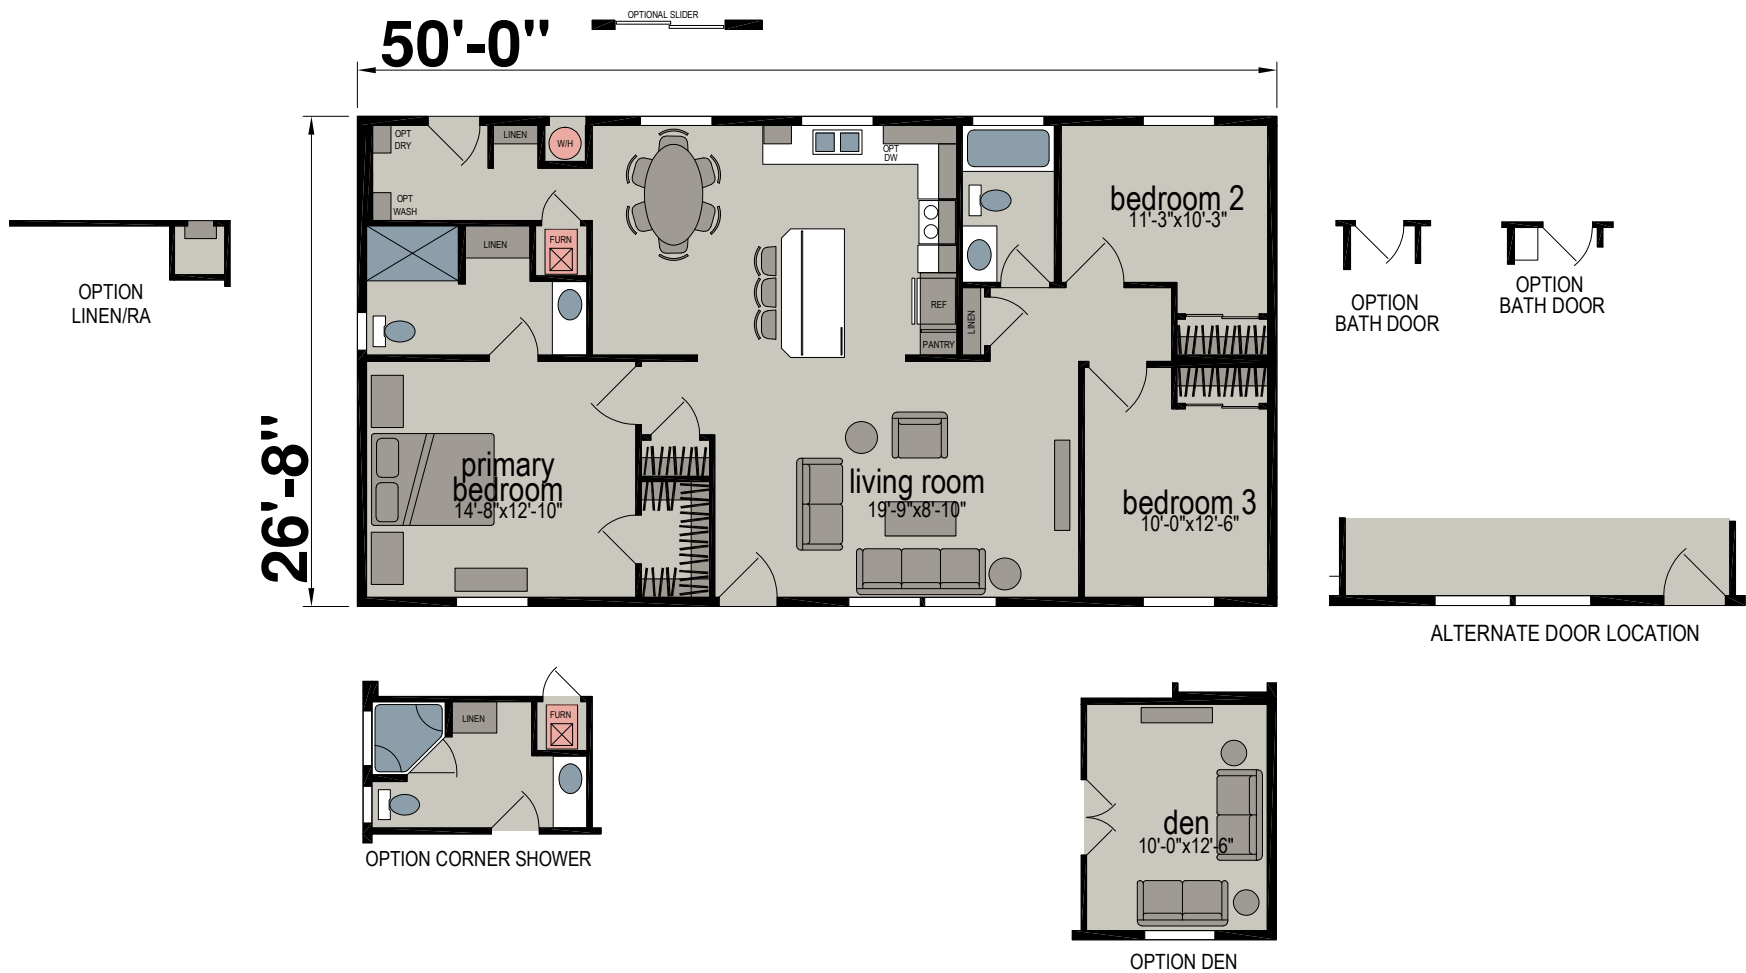 OPTIONAL SLIDER
50'-0"
26'-8"
OPT
DRY
LINEN
W/H
OPT
WASH
FURN
LINEN
OPT
DW
REF
PANTRY
LINEN
bedroom 2
11'-3"x10'-3"
primary
bedroom
14'-8"x12'-10"
living room
19'-9"x8'-10"
bedroom 3
10'-0"x12'-6"
OPTION
LINEN/RA
OPTION
BATH DOOR
OPTION
BATH DOOR
ALTERNATE DOOR LOCATION
LINEN
FURN
OPTION CORNER SHOWER
den
10'-0"x12'-6"
OPTION DEN